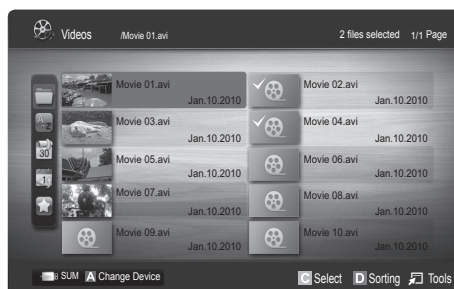 Videos /Movie 01.avi 2 files selected 1/1 Page
Movie 01.avi Movie 02.avi
Jan.10.2010 Jan.10.2010
A Z Movie 03.avi Movie 04.avi
Jan.10.2010 Jan.10.2010
30 Movie 05.avi Movie 06.avi
Jan.10.2010 Jan.10.2010
1 Movie 07.avi Movie 08.avi
Jan.10.2010 Jan.10.2010
Movie 09.avi Movie 10.avi
Jan.10.2010 Jan.10.2010
SUM A Change Device C Select D Sorting Tools